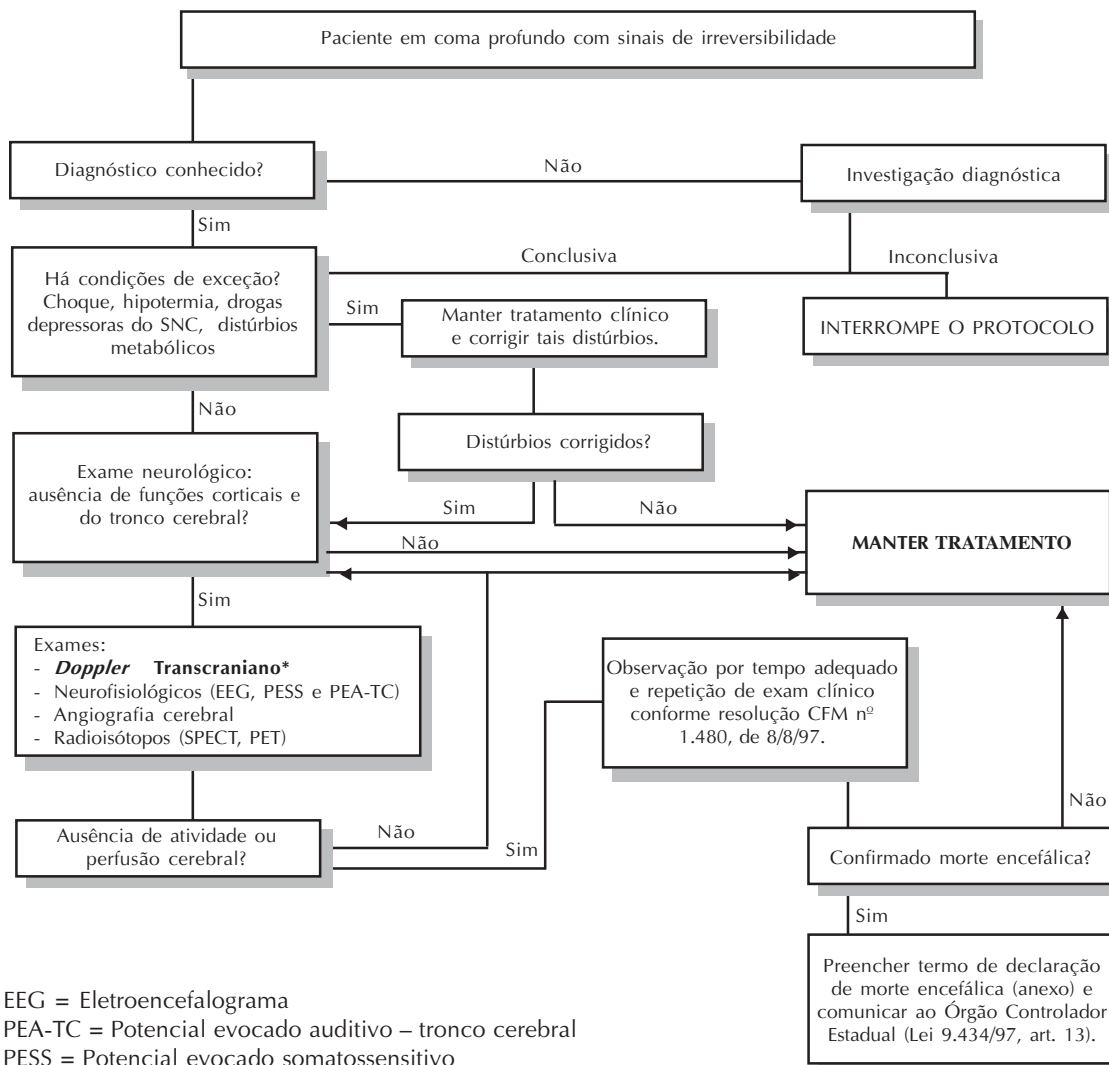 Paciente em coma profundo com sinais de irreversibilidade
Diagnóstico conhecido?
Não
Investigação diagnóstica
Sim
Há condições de exceção?
Choque, hipotermia, drogas
depressoras do SNC, distúrbios
metabólicos
Conclusiva
Inconclusiva
Sim
Manter tratamento clínico
e corrigir tais distúrbios.
INTERROMPE O PROTOCOLO
Não
Distúrbios corrigidos?
Exame neurológico:
ausência de funções corticais e
do tronco cerebral?
Sim
Não
Não
MANTER TRATAMENTO
Sim
Exames:
- Doppler Transcraniano*
- Neurofisiológicos (EEG, PESS e PEA-TC)
- Angiografia cerebral
- Radioisótopos (SPECT, PET)
Observação por tempo adequado
e repetição de exam clínico
conforme resolução CFM nº
1.480, de 8/8/97.
Não
Ausência de atividade ou
perfusão cerebral?
Não
Sim
Confirmado morte encefálica?
Sim
Preencher termo de declaração
de morte encefálica (anexo) e
comunicar ao Órgão Controlador
Estadual (Lei 9.434/97, art. 13).
EEG = Eletroencefalograma
PEA-TC = Potencial evocado auditivo – tronco cerebral
PESS = Potencial evocado somatossensitivo